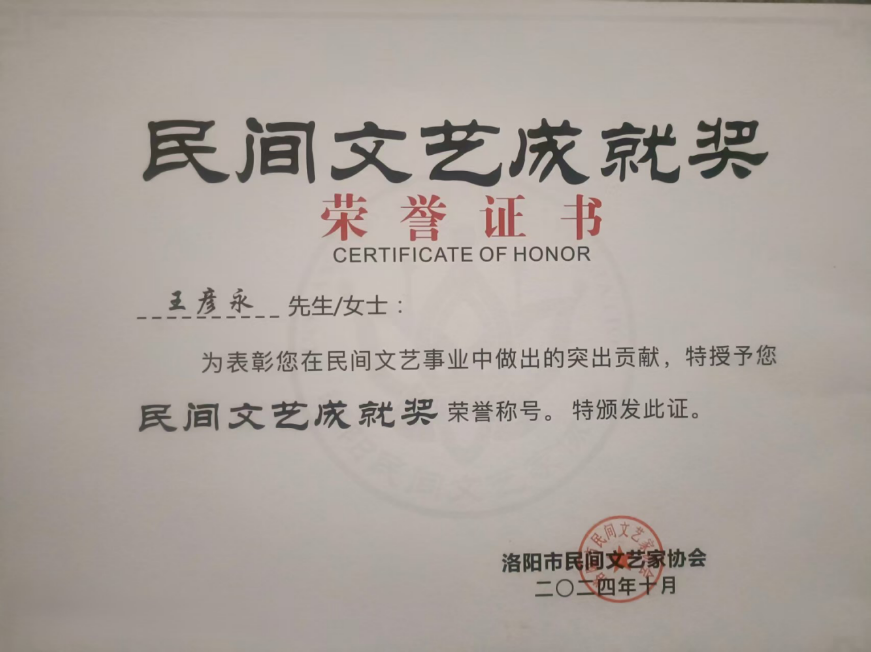 民间文艺成就奖
荣誉证书
CERTIFICATE OF HONOR
王彦永 先生/女士：
为表彰您在民间文艺事业中做出的突出贡献，特授予您
民间文艺成就奖 荣誉称号。特颁发此证。
洛阳市民间文艺家协会
二〇二四年十月